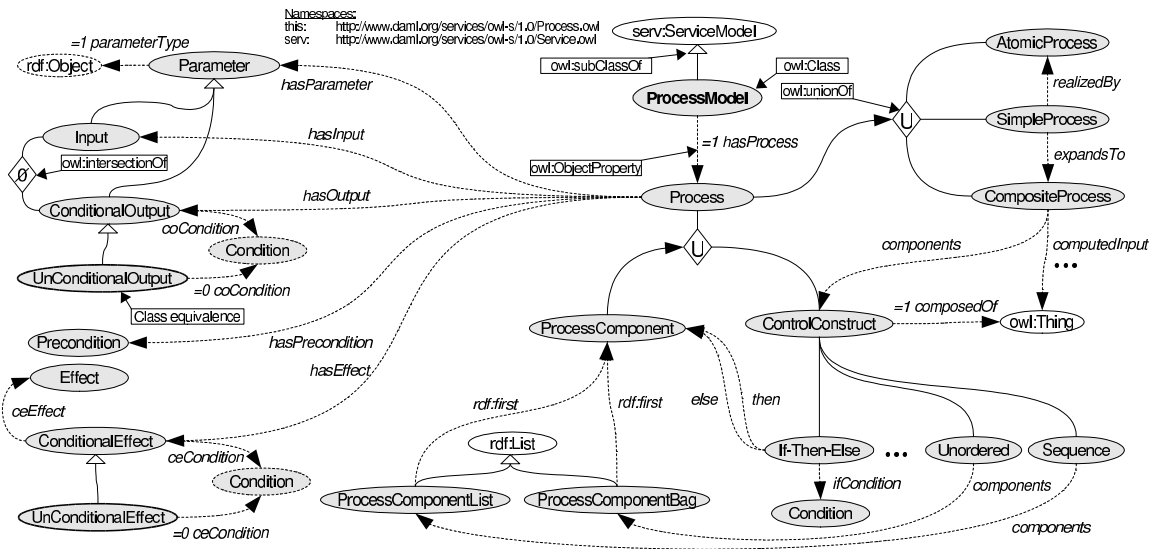 Namespaces:
this: http://www.daml.org/services/owl-s/1.0/Process.owl
serv: http://www.daml.org/services/owl-s/1.0/Service.owl
=1 parameterType
rdf:Object
Parameter
hasParameter
serv:ServiceModel
owl:subClassOf
owl:Class
ProcessModel
owl:unionOf
U
AtomicProcess
realizedBy
SimpleProcess
expandsTo
CompositeProcess
Input
hasInput
=1 hasProcess
owl:intersectionOf
owl:ObjectProperty
Ø
ConditionalOutput
hasOutput
Process
coCondition
Condition
UnConditionalOutput
=0 coCondition
Class equivalence
U
components
computedInput
...
ProcessComponent
ControlConstruct
=1 composedOf
owl:Thing
Precondition
hasPrecondition
Effect
hasEffect
ceEffect
rdf:first
rdf:first
else
then
ConditionalEffect
ceCondition
Condition
rdf:List
If-Then-Else
...
Unordered
Sequence
ifCondition
components
ProcessComponentList
ProcessComponentBag
Condition
UnConditionalEffect
=0 ceCondition
components